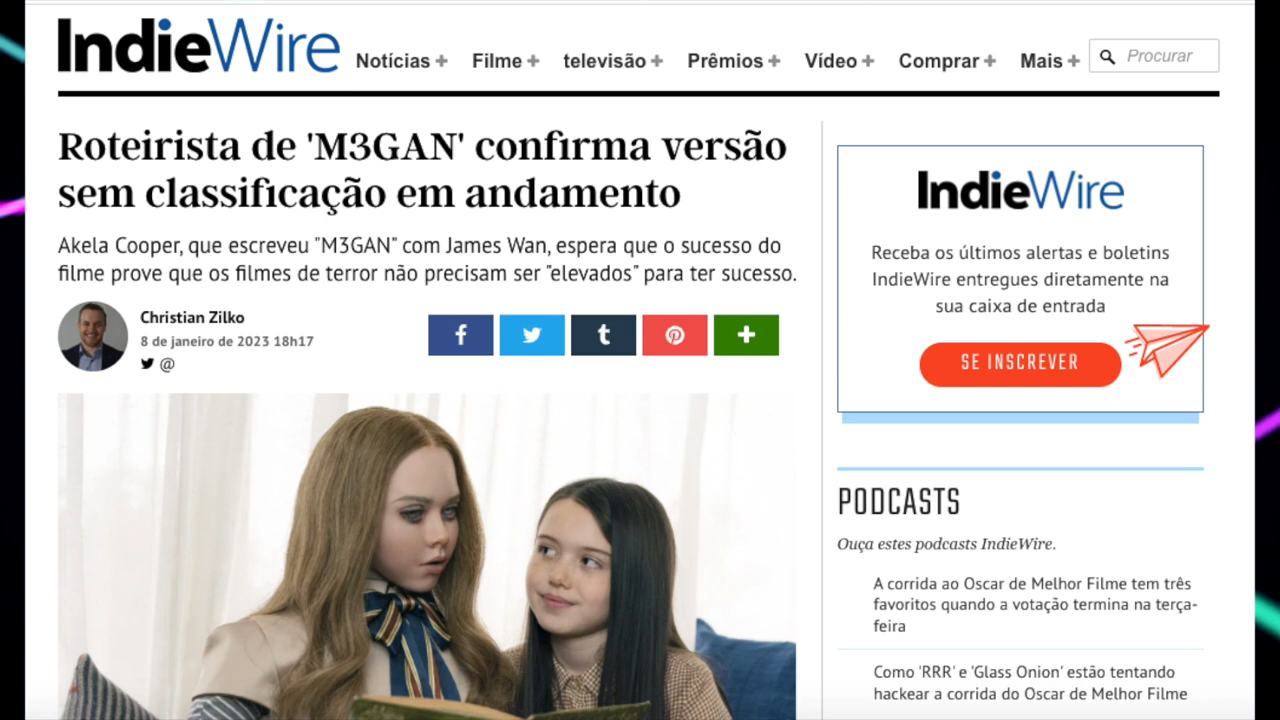 IndieWire
Notícias + Filme + televisão + Prêmios + Vídeo + Comprar + Mais + Procurar
Roteirista de 'M3GAN' confirma versão
sem classificação em andamento
Akela Cooper, que escreveu "M3GAN" com James Wan, espera que o sucesso do
filme prove que os filmes de terror não precisam ser "elevados" para ter sucesso.
Christian Zilko
8 de janeiro de 2023 18h17
@
IndieWire
Receba os últimos alertas e boletins
IndieWire entregues diretamente na
sua caixa de entrada
SE INSCREVER
PODCASTS
Ouça estes podcasts IndieWire.
A corrida ao Oscar de Melhor Filme tem três
favoritos quando a votação termina na terça-
feira
Como 'RRR' e 'Glass Onion' estão tentando
hackear a corrida do Oscar de Melhor Filme